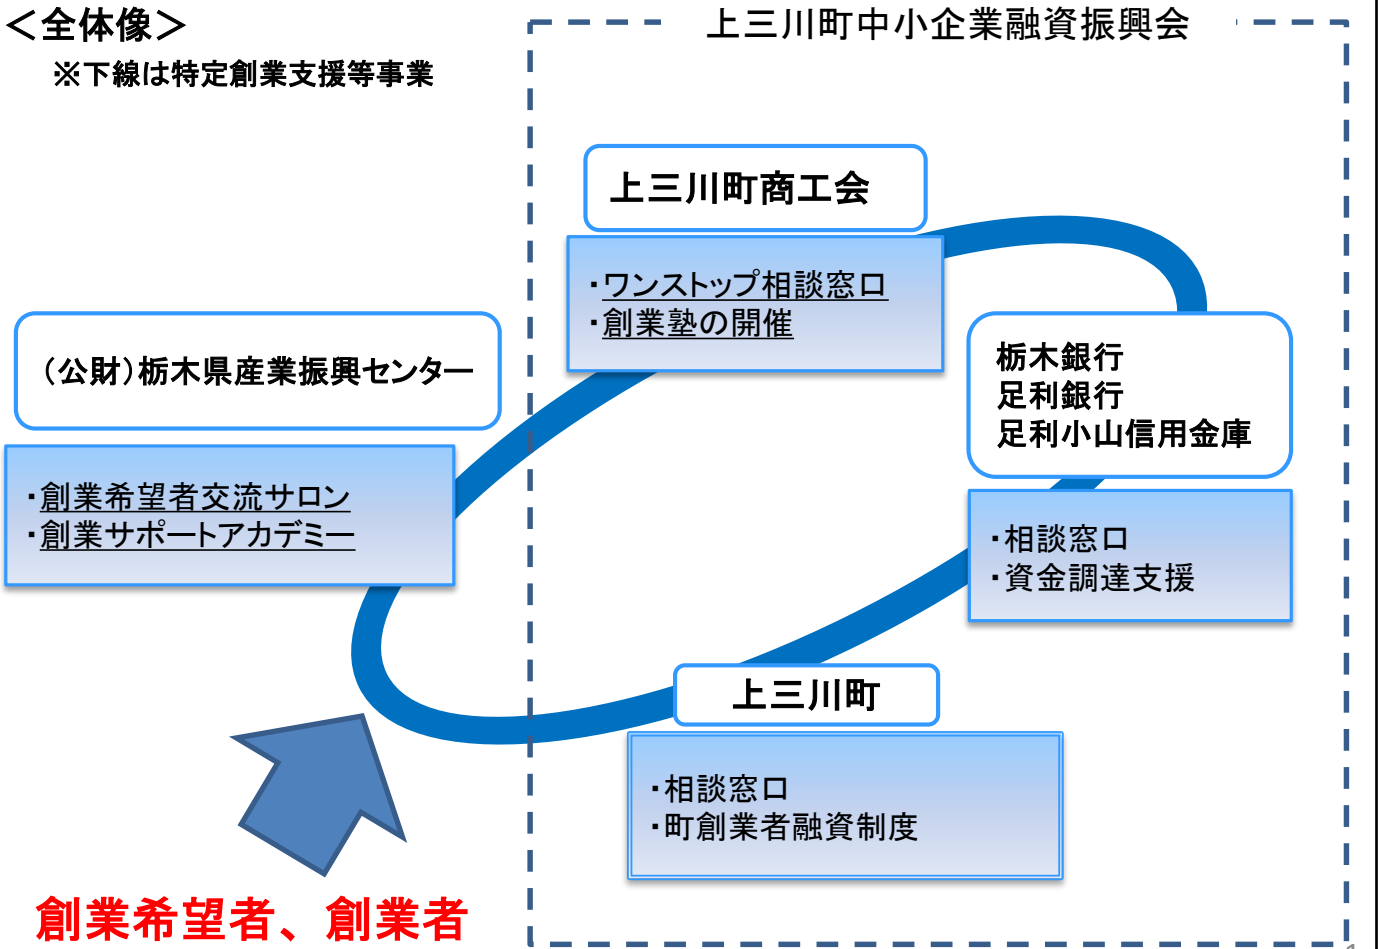 ＜全体像＞
※下線は特定創業支援等事業
上三川町中小企業融資振興会
上三川町商工会
・ワンストップ相談窓口
・創業塾の開催
（公財）栃木県産業振興センター
・創業希望者交流サロン
・創業サポートアカデミー
栃木銀行
足利銀行
足利小山信用金庫
・相談窓口
・資金調達支援
上三川町
・相談窓口
・町創業者融資制度
創業希望者、創業者